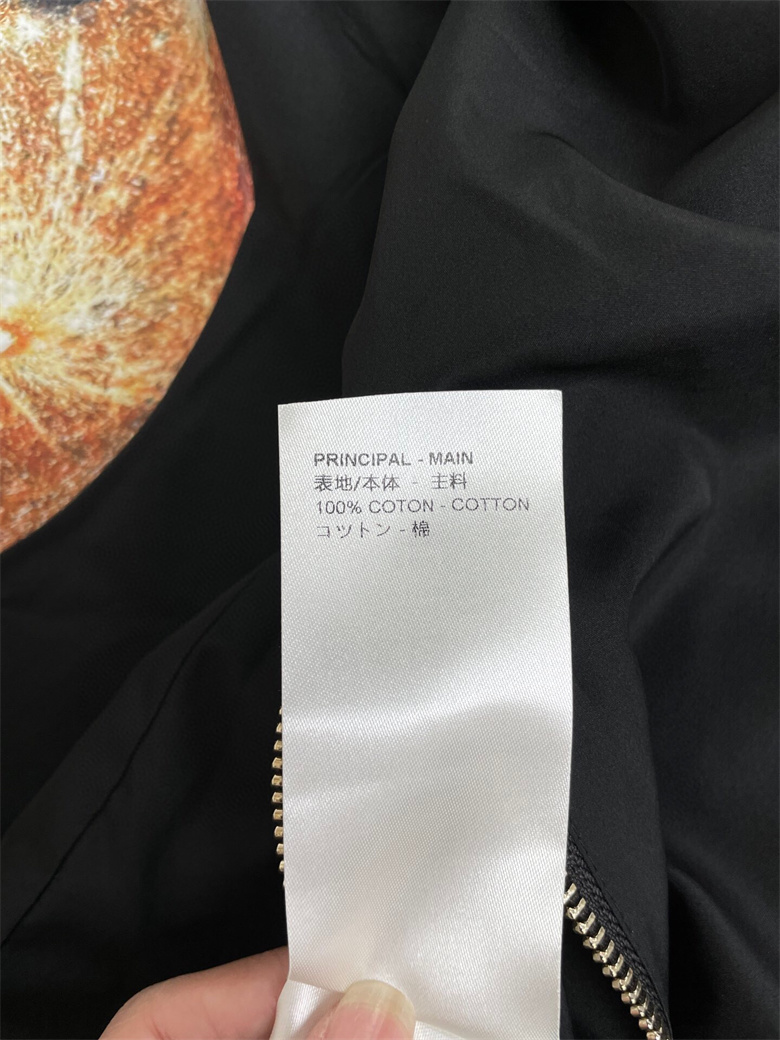 PRINCIPAL - MAIN
表地/本体 - 主料
100% COTON - COTTON
コットン - 棉